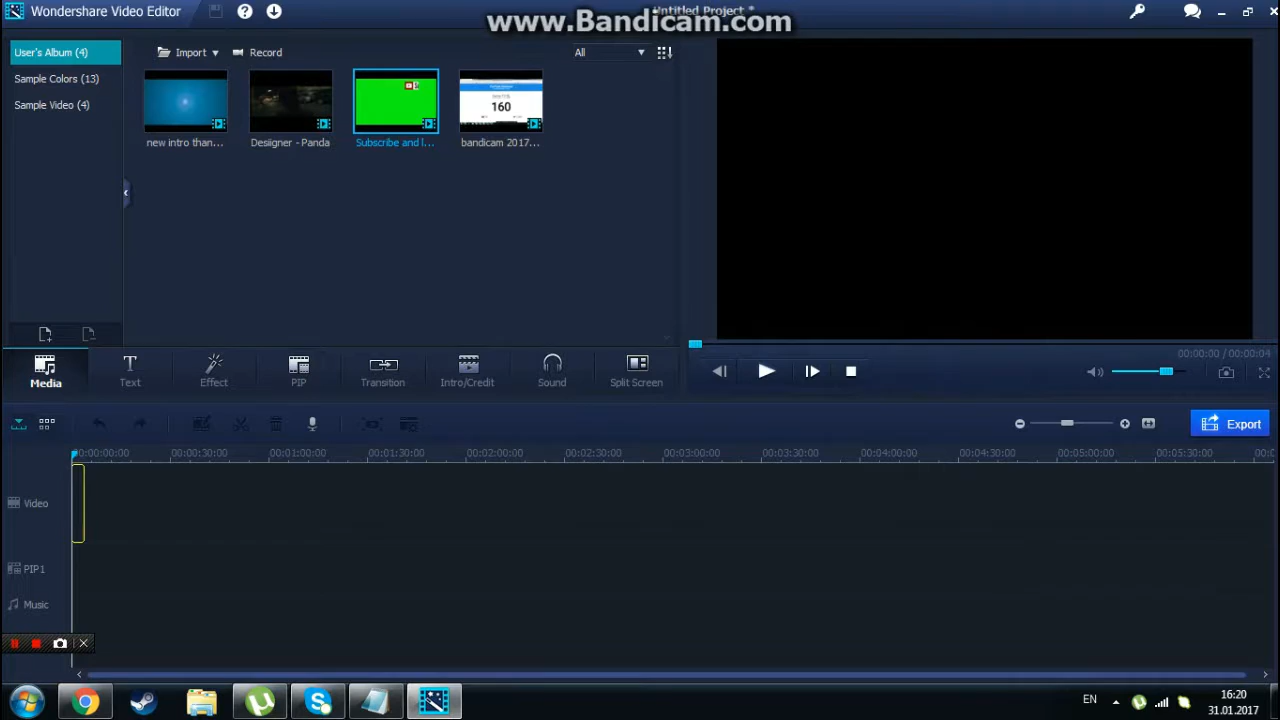 Wondershare Video Editor
Untitled Project *
www.Bandicam.com
User's Album (4)
Import
Record
All
Sample Colors (13)
Sample Video (4)
160
new intro than...
Desiigner - Panda
Subscribe and l...
bandicam 2017...
00:00:00 / 00:00:04
Media
Text
Effect
PIP
Transition
Intro/Credit
Sound
Split Screen
Export
00:00:00:00
00:00:30:00
00:01:00:00
00:01:30:00
00:02:00:00
00:02:30:00
00:03:00:00
00:03:30:00
00:04:00:00
00:04:30:00
00:05:00:00
00:05:30:00
Video
PIP1
Music
EN
16:20
31.01.2017